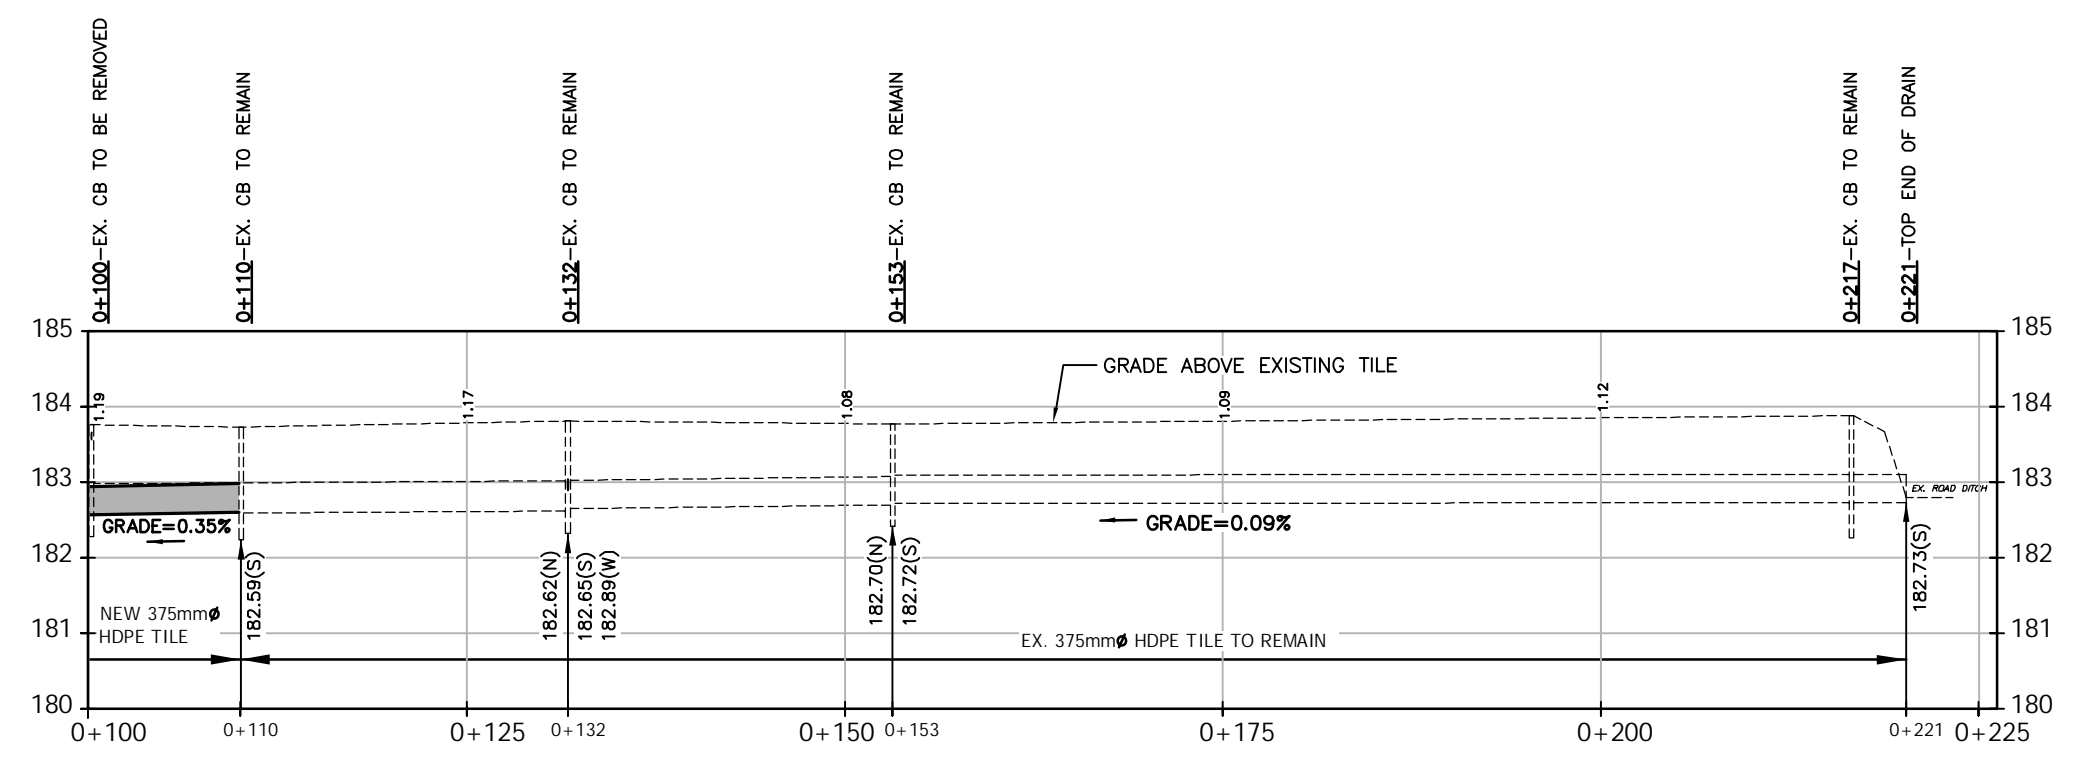 0+100-EX. CB TO BE REMOVED
0+110-EX. CB TO REMAIN
0+132-EX. CB TO REMAIN
0+153-EX. CB TO REMAIN
0+217-EX. CB TO REMAIN
0+221-TOP END OF DRAIN
185
185
GRADE ABOVE EXISTING TILE
184
1.19
1.17
1.08
1.09
1.12
184
183
183
EX. ROAD DITCH
GRADE=0.35%
GRADE=0.09%
182
182
182.59(S)
182.62(N)
182.65(S)
182.89(W)
182.70(N)
182.72(S)
182.73(S)
NEW 375mmø
HDPE TILE
181
EX. 375mmø HDPE TILE TO REMAIN
181
180
180
0+100
0+110
0+125
0+132
0+150
0+153
0+175
0+200
0+221
0+225